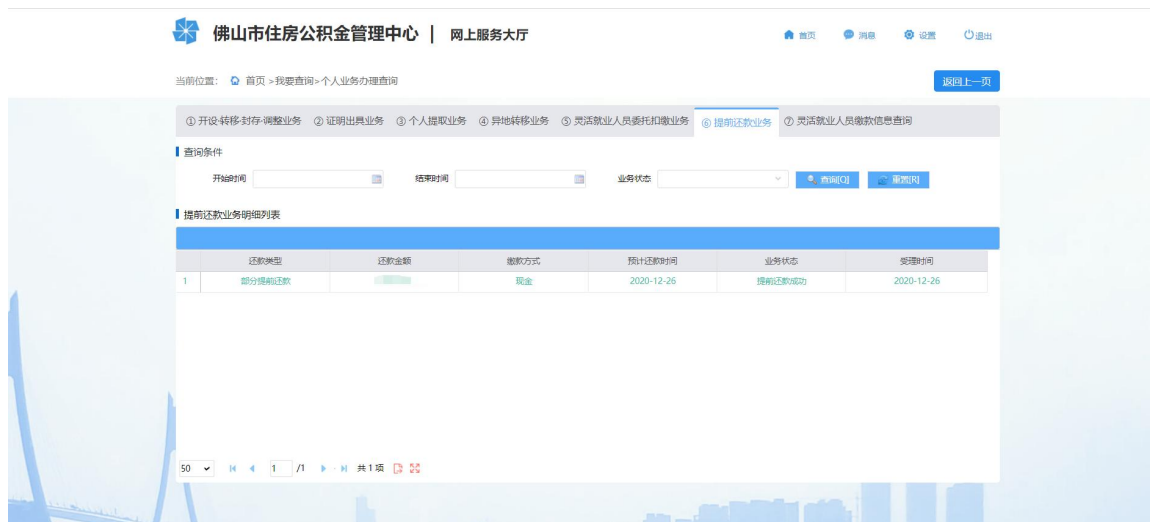 佛山市住房公积金管理中心 | 网上服务大厅 首页 消息 设置 退出
当前位置： 首页 >我要查询>个人业务办理查询 返回上一页
① 开设-转移-封存-调整业务 ② 证明出具业务 ③ 个人提取业务 ④ 异地转移业务 ⑤ 灵活就业人员委托扣缴业务 ⑥ 提前还款业务 ⑦ 灵活就业人员缴款信息查询
查询条件
开始时间 结束时间 业务状态 查询[Q] 重置[R]
提前还款业务明细列表
还款类型 还款金额 缴款方式 预计还款时间 业务状态 受理时间
1 部分提前还款 现金 2020-12-26 提前还款成功 2020-12-26
50 1 /1 共1项